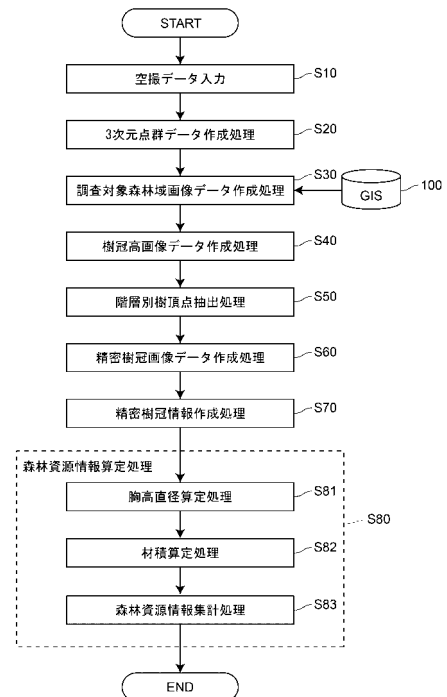 START
空撮データ入力
S10
3次元点群データ作成処理
S20
調査対象森林域画像データ作成処理
S30
GIS
100
樹冠高画像データ作成処理
S40
階層別樹頂点抽出処理
S50
精密樹冠画像データ作成処理
S60
精密樹冠情報作成処理
S70
森林資源情報算定処理
胸高直径算定処理
S81
S80
材積算定処理
S82
森林資源情報集計処理
S83
END